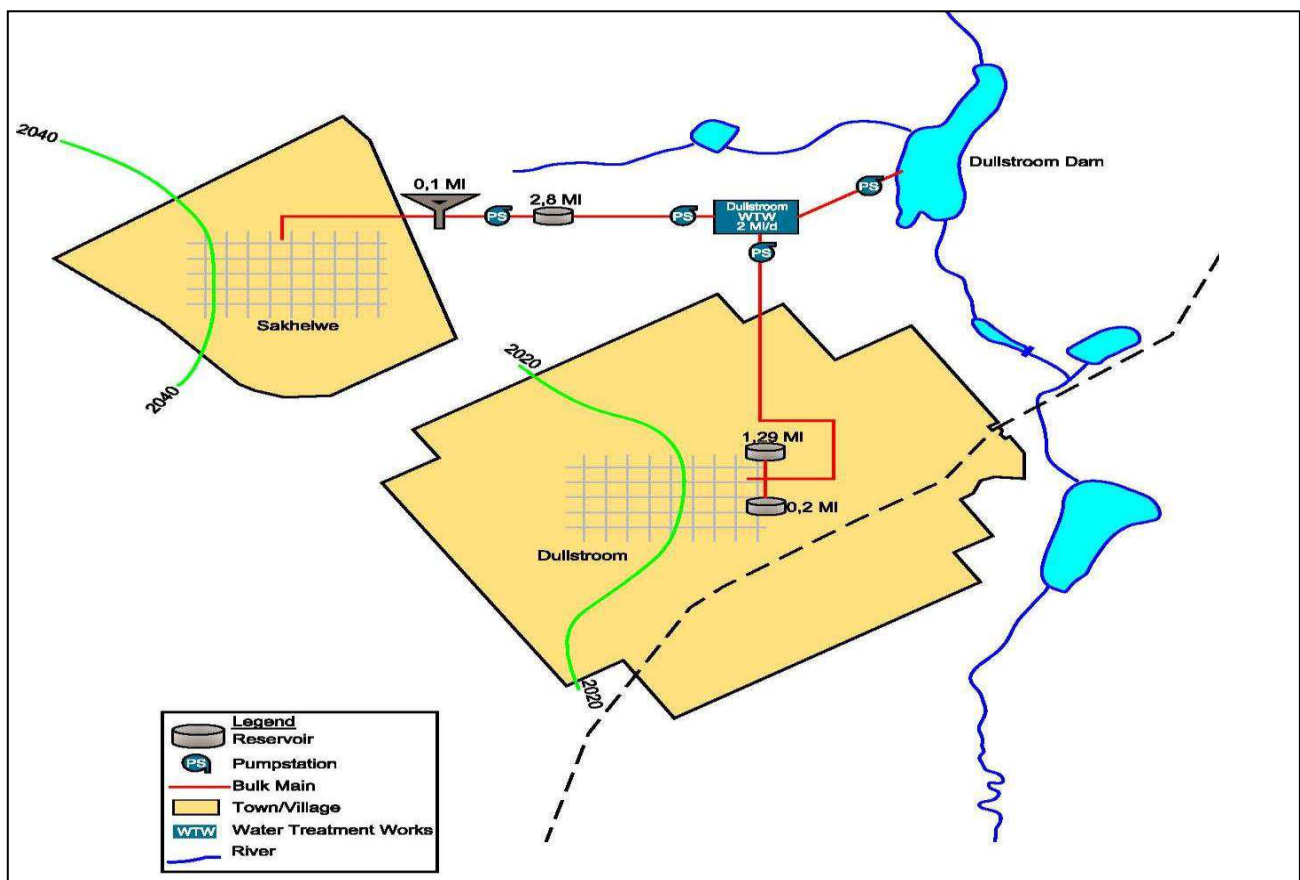 2040
2040
0,1 Ml
PS
2,8 Ml
PS
Dullstroom
WTW
2 Ml/d
PS
PS
Dullstroom Dam
Sakhelwe
2020
2020
1,29 Ml
0,2 Ml
Dullstroom
Legend
Reservoir
PS Pumpstation
Bulk Main
Town/Village
WTW Water Treatment Works
River